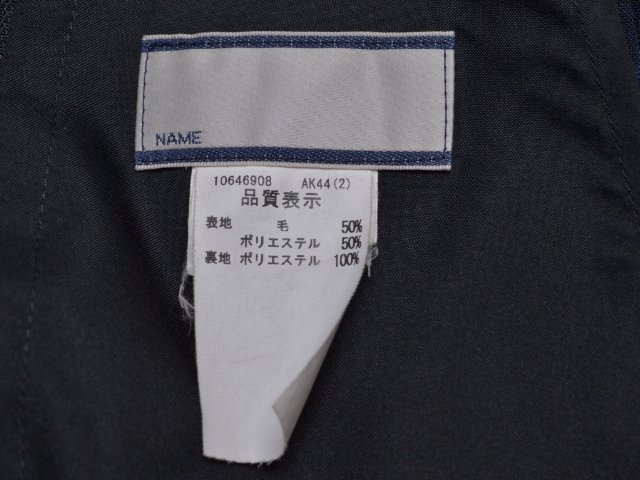 NAME
10646908 AK44(2)
品質表示
表地 毛 50%
ポリエステル 50%
裏地 ポリエステル 100%